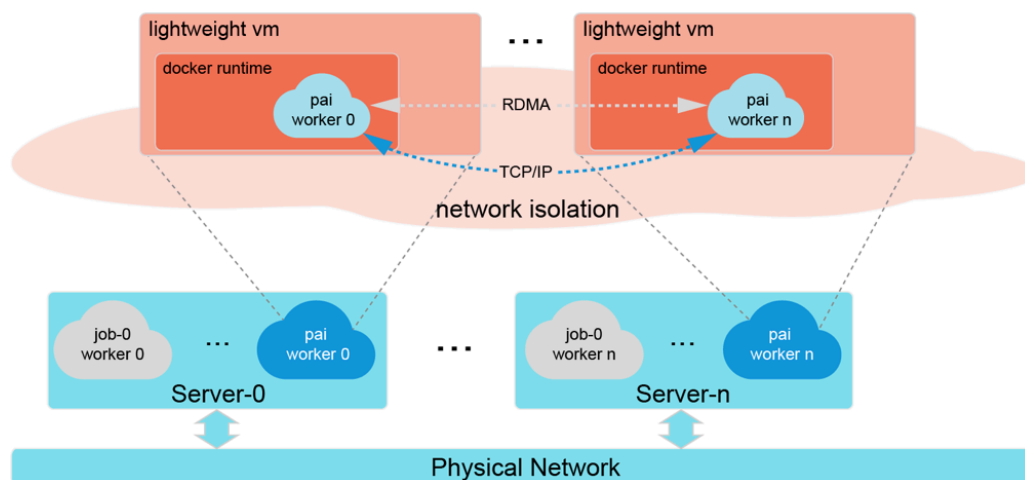 lightweight vm
...
lightweight vm
docker runtime
docker runtime
pai
worker 0
RDMA
pai
worker n
TCP/IP
network isolation
job-0
worker 0
...
pai
worker 0
...
job-0
worker n
...
pai
worker n
Server-0
Server-n
Physical Network